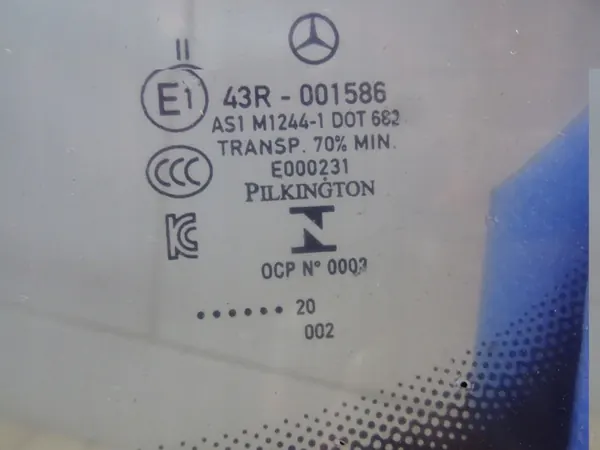 II
E1
43R - 001586
AS1 M1244-1 DOT 682
TRANSP. 70% MIN.
E000231
CCC
PILKINGTON
KC
N
OCP N° 0003
...... 20
002